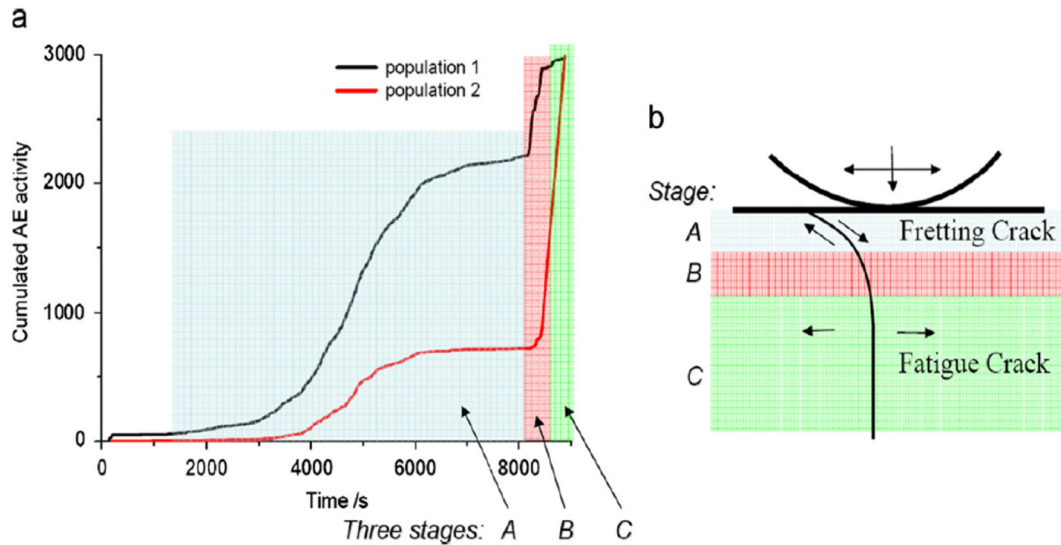 a
3000
2000
1000
0
Cumulated AE activity
population 1
population 2
0 2000 4000 6000 8000
Time /s
Three stages: A B C
b
Stage:
A
Fretting Crack
B
C
Fatigue Crack